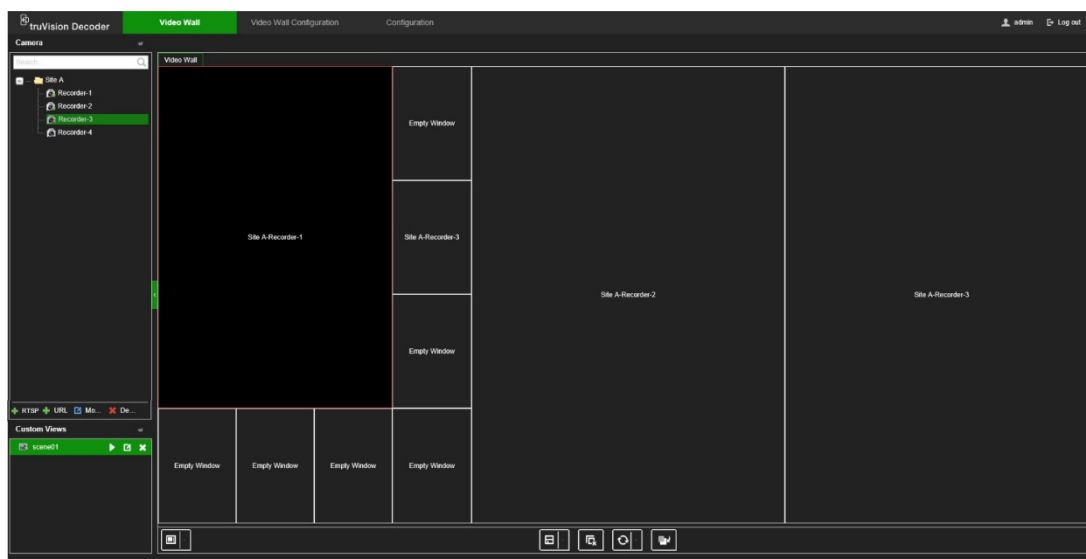 truVision Decoder
Video Wall
Video Wall Configuration
Configuration
admin
Log out
Camera
Search...
Video Wall
Site A
Recorder-1
Recorder-2
Recorder-3
Recorder-4
Empty Window
Site A-Recorder-1
Site A-Recorder-3
Site A-Recorder-2
Site A-Recorder-3
Empty Window
RTSP
URL
Mo...
De...
Custom Views
scene01
Empty Window
Empty Window
Empty Window
Empty Window